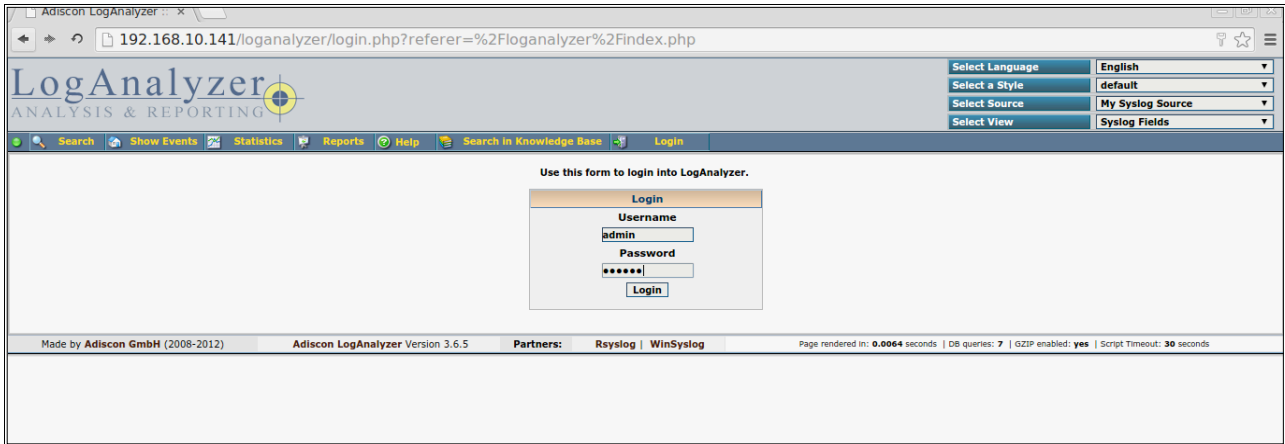 Adiscon LogAnalyzer ::
192.168.10.141/loganalyzer/login.php?referer=%2Floganalyzer%2Findex.php
LogAnalyzer
ANALYSIS & REPORTING
Select Language English
Select a Style default
Select Source My Syslog Source
Select View Syslog Fields
Search Show Events Statistics Reports Help Search in Knowledge Base Login
Use this form to login into LogAnalyzer.
Login
Username
admin
Password
••••••
Login
Made by Adiscon GmbH (2008-2012) Adiscon LogAnalyzer Version 3.6.5 Partners: Rsyslog | WinSyslog Page rendered in: 0.0064 seconds | DB queries: 7 | GZIP enabled: yes | Script Timeout: 30 seconds